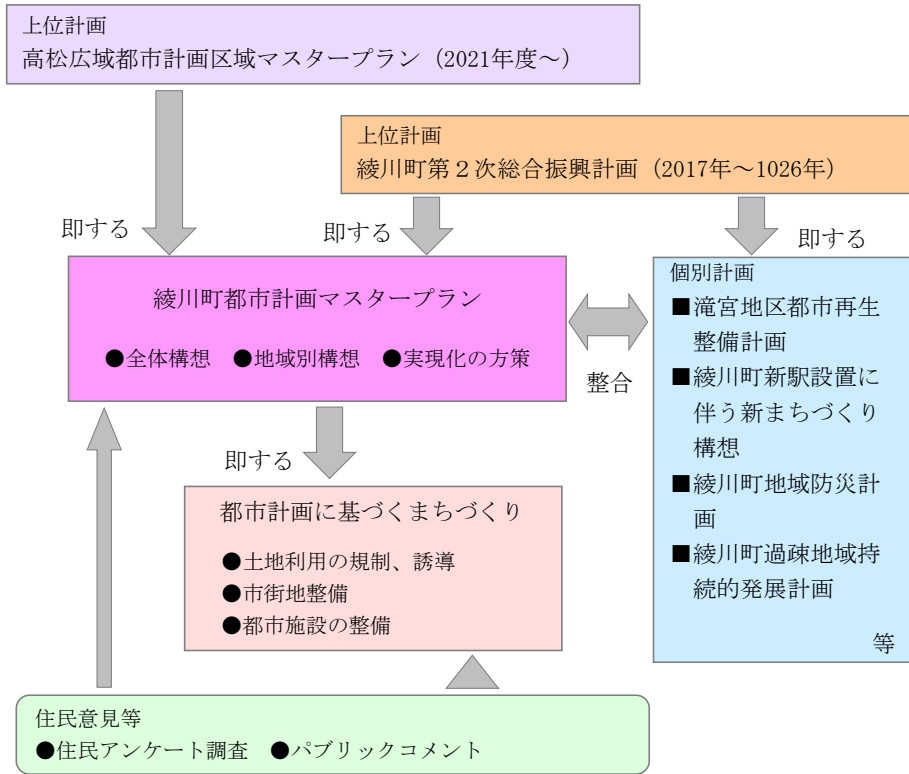 上位計画
高松広域都市計画区域マスタープラン（2021年度～）
上位計画
綾川町第２次総合振興計画（2017年～1026年）
即する
即する
即する
綾川町都市計画マスタープラン
●全体構想　●地域別構想　●実現化の方策
整合
個別計画
■滝宮地区都市再生
整備計画
■綾川町新駅設置に
伴う新まちづくり
構想
■綾川町地域防災計
画
■綾川町過疎地域持
続的発展計画
等
即する
都市計画に基づくまちづくり
●土地利用の規制、誘導
●市街地整備
●都市施設の整備
住民意見等
●住民アンケート調査　●パブリックコメント